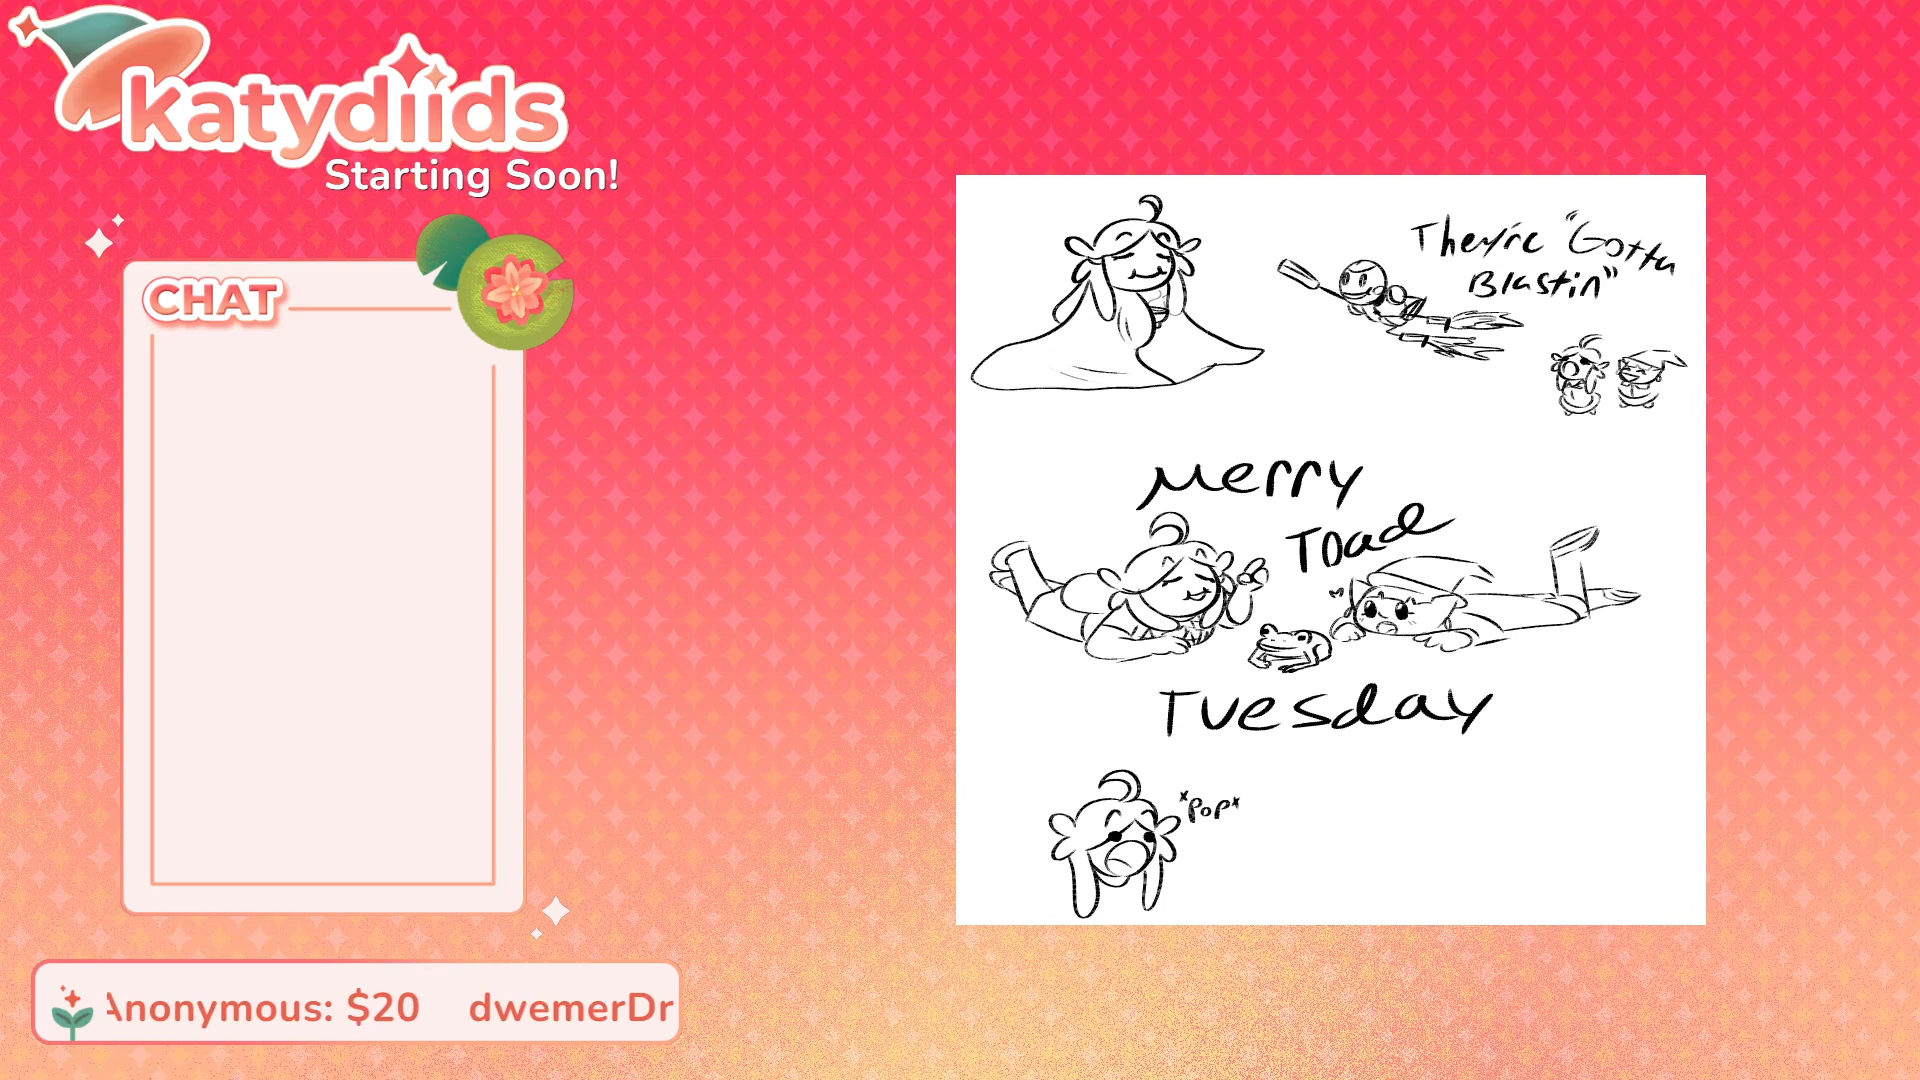 katydiids
Starting Soon!
CHAT
They're "Gotta
Blastin"
Merry
Toad
Tuesday
*pop*
Anonymous: $20 dwemerDr